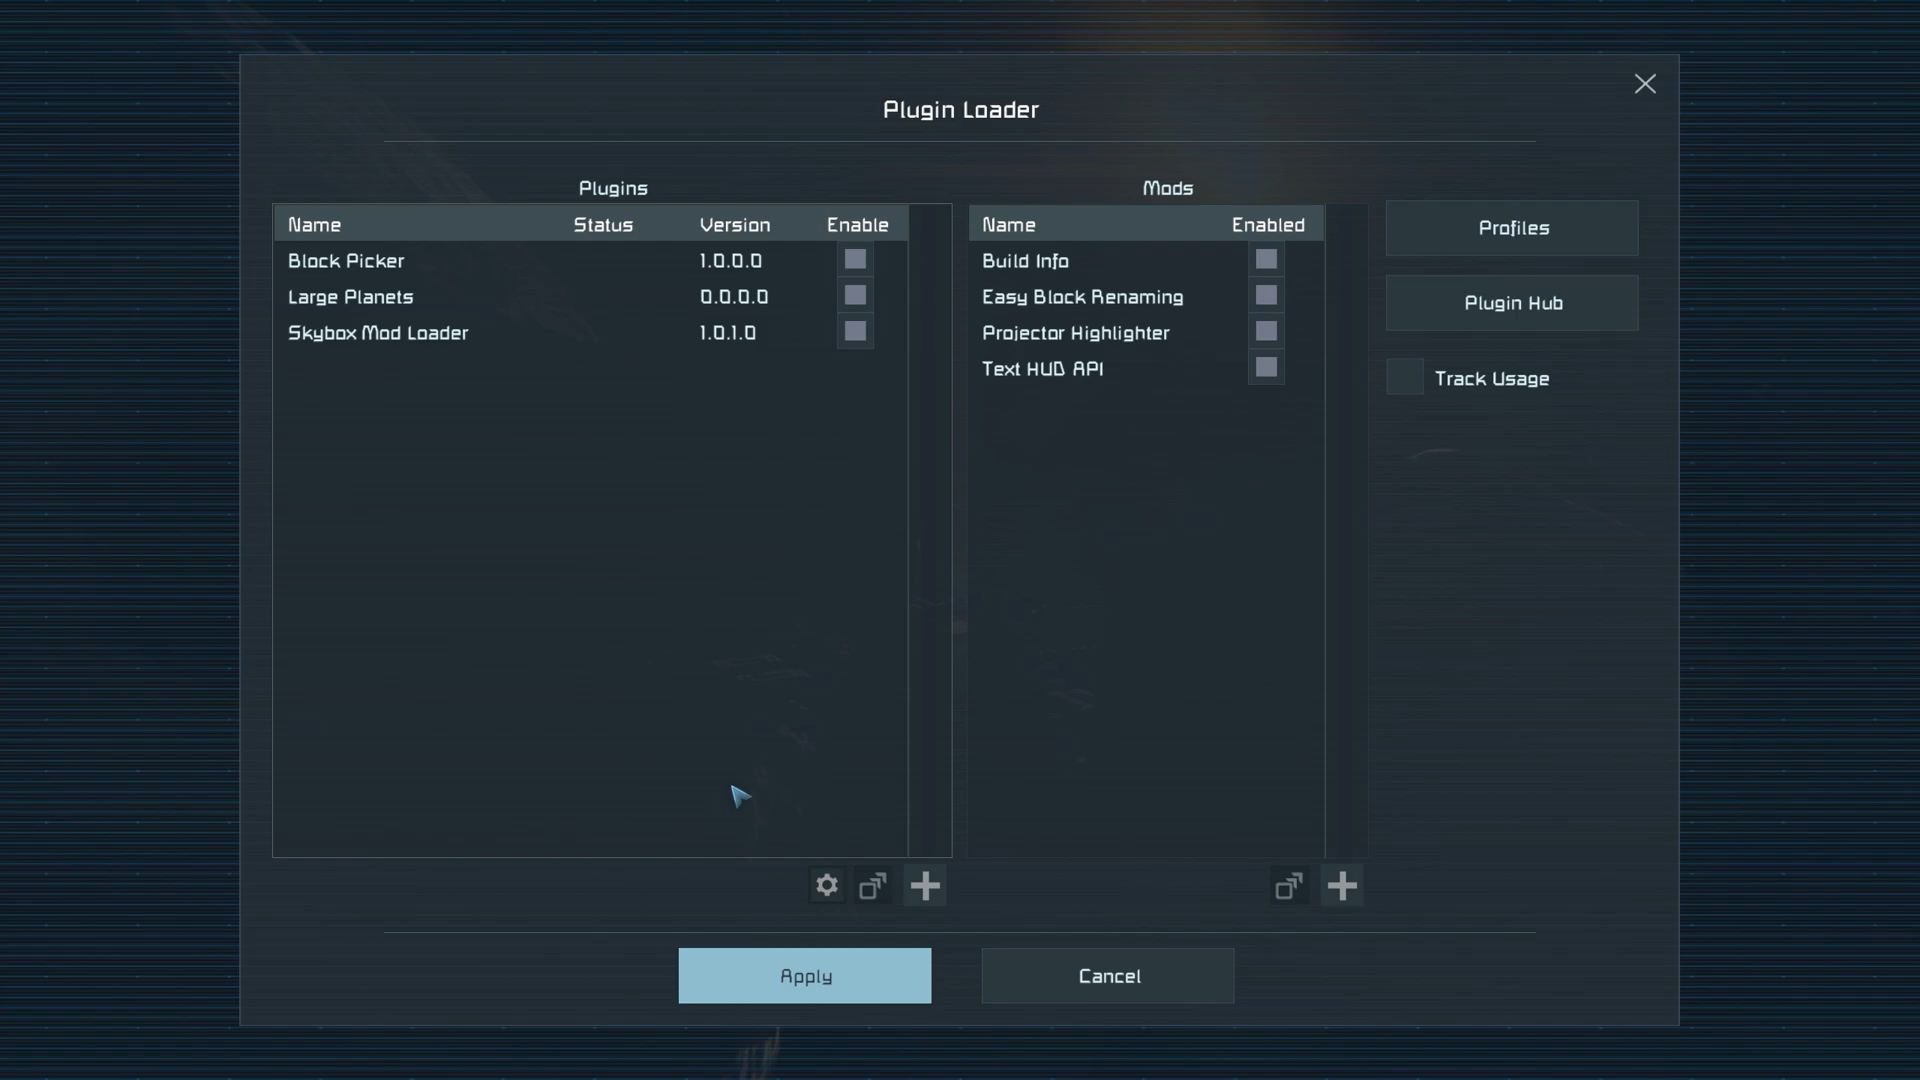 Plugin Loader
Plugins
Name Status Version Enable
Block Picker 1.0.0.0
Large Planets 0.0.0.0
Skybox Mod Loader 1.0.1.0
Mods
Name Enabled
Build Info
Easy Block Renaming
Projector Highlighter
Text HUD API
Profiles
Plugin Hub
Track Usage
Apply
Cancel